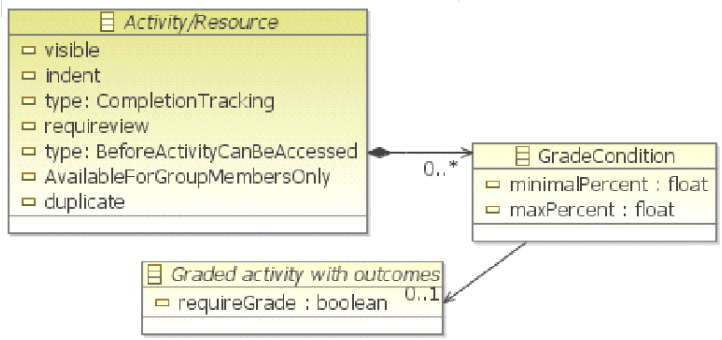 Activity/Resource
visible
indent
type: CompletionTracking
requireview
type: BeforeActivityCanBeAccessed
AvailableForGroupMembersOnly
duplicate
0..*
GradeCondition
minimalPercent : float
maxPercent : float
Graded activity with outcomes
requireGrade : boolean
0..1